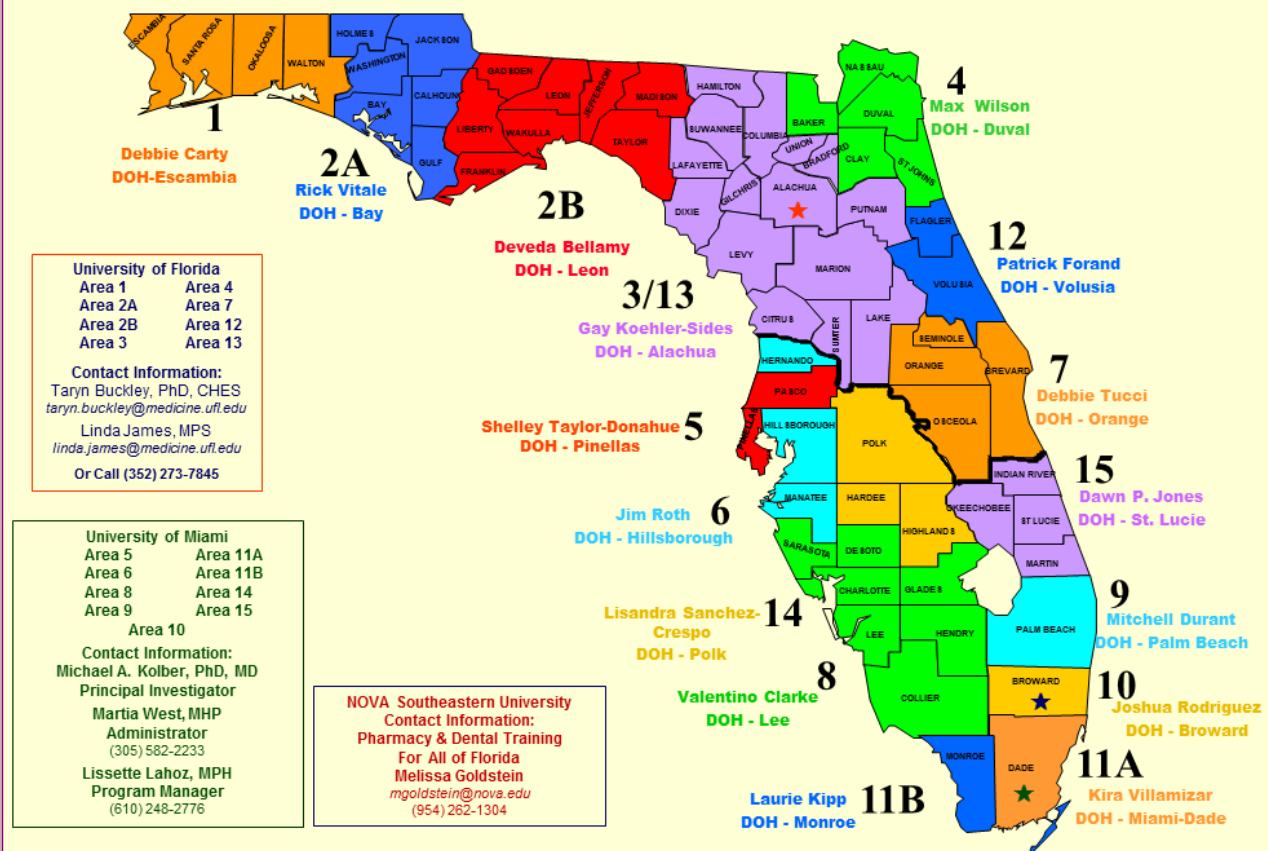 ESCAMBIA
SANTA ROSA
OKALOOSA
WALTON
HOLMES
JACKSON
WASHINGTON
BAY
CALHOUN
GULF
GADSDEN
LEON
JEFFERSON
MADISON
LIBERTY
WAKULLA
TAYLOR
FRANKLIN
HAMILTON
SUWANNEE
COLUMBIA
LAFAYETTE
BAKER
NASSAU
DUVAL
UNION
BRADFORD
CLAY
ST JOHNS
DIXIE
GILCHRIST
ALACHUA
PUTNAM
FLAGLER
LEVY
MARION
VOLUSIA
CITRUS
SUMTER
LAKE
SEMINOLE
HERNANDO
ORANGE
BREVARD
PASCO
PINELLAS
HILLSBOROUGH
POLK
OSCEOLA
INDIAN RIVER
MANATEE
HARDEE
HIGHLANDS
OKEECHOBEE
ST LUCIE
SARASOTA
DESOTO
MARTIN
CHARLOTTE
GLADES
LEE
HENDRY
PALM BEACH
COLLIER
BROWARD
MONROE
DADE
1
Debbie Carty
DOH-Escambia
2A
Rick Vitale
DOH - Bay
2B
Deveda Bellamy
DOH - Leon
3/13
Gay Koehler-Sides
DOH - Alachua
4
Max Wilson
DOH - Duval
12
Patrick Forand
DOH - Volusia
7
Debbie Tucci
DOH - Orange
Shelley Taylor-Donahue
DOH - Pinellas
5
15
Dawn P. Jones
DOH - St. Lucie
Jim Roth
DOH - Hillsborough
6
9
Mitchell Durant
DOH - Palm Beach
Lisandra Sanchez-
Crespo
DOH - Polk
14
Valentino Clarke
DOH - Lee
8
10
Joshua Rodriguez
DOH - Broward
11A
Kira Villamizar
DOH - Miami-Dade
Laurie Kipp
DOH - Monroe
11B
University of Florida
Area 1 Area 4
Area 2A Area 7
Area 2B Area 12
Area 3 Area 13
Contact Information:
Taryn Buckley, PhD, CHES
taryn.buckley@medicine.ufl.edu
Linda James, MPS
linda.james@medicine.ufl.edu
Or Call (352) 273-7845
University of Miami
Area 5 Area 11A
Area 6 Area 11B
Area 8 Area 14
Area 9 Area 15
Area 10
Contact Information:
Michael A. Kolber, PhD, MD
Principal Investigator
Martia West, MHP
Administrator
(305) 582-2233
Lissette Lahoz, MPH
Program Manager
(610) 248-2776
NOVA Southeastern University
Contact Information:
Pharmacy & Dental Training
For All of Florida
Melissa Goldstein
mgoldstein@nova.edu
(954) 262-1304